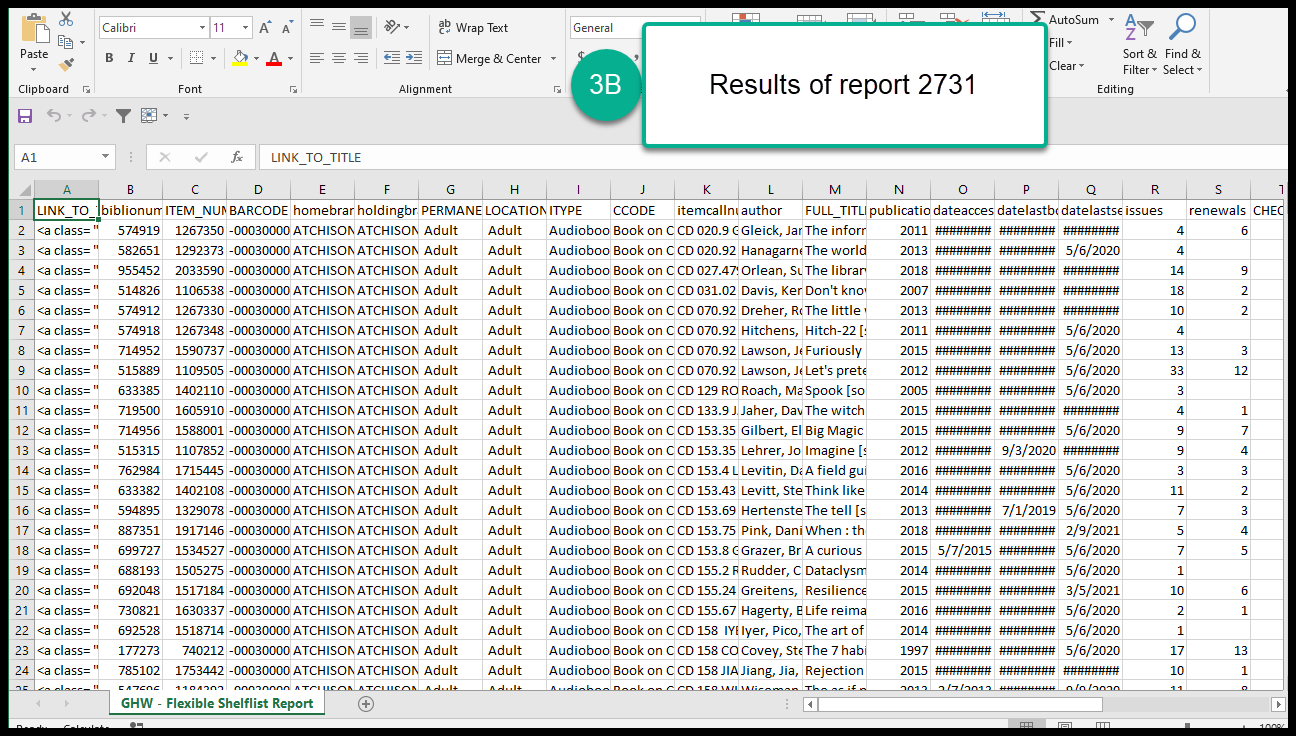 Calibri 11 General AutoSum
Paste Wrap Text Fill Sort & Find &
B I U Merge & Center $ Clear Filter Select
Clipboard Font Alignment Editing
3B
Results of report 2731
A1 fx LINK_TO_TITLE
A B C D E F G H I J K L M N O P Q R S T
1 LINK_TO_ biblionum ITEM_NUM BARCODE homebran holdingbr PERMANE LOCATION ITYPE CCODE itemcallnu author FULL_TITLE publicatio dateacces datelastbo datelastse issues renewals CHEC
2 <a class= " 574919 1267350 -00030000 ATCHISON ATCHISON Adult Adult Audioboo Book on C CD 020.9 G Gleick, Jar The inforr 2011 ######## ######## ######## 4 6
3 <a class= " 582651 1292373 -00030000 ATCHISON ATCHISON Adult Adult Audioboo Book on C CD 020.92 Hanagarne The world 2013 ######## ######## 5/6/2020 4
4 <a class= " 955452 2033590 -00030000 ATCHISON ATCHISON Adult Adult Audioboo Book on C CD 027.479 Orlean, Su The library 2018 ######## ######## ######## 14 9
5 <a class= " 514826 1106538 -00030000 ATCHISON ATCHISON Adult Adult Audioboo Book on C CD 031.02 Davis, Ken Don't know 2007 ######## ######## ######## 18 2
6 <a class= " 574912 1267330 -00030000 ATCHISON ATCHISON Adult Adult Audioboo Book on C CD 070.92 Dreher, Ro The little w 2013 ######## ######## ######## 10 2
7 <a class= " 574918 1267348 -00030000 ATCHISON ATCHISON Adult Adult Audioboo Book on C CD 070.92 Hitchens, Hitch-22 [s 2011 ######## ######## 5/6/2020 4
8 <a class= " 714952 1590737 -00030000 ATCHISON ATCHISON Adult Adult Audioboo Book on C CD 070.92 Lawson, Je Furiously 2015 ######## ######## 5/6/2020 13 3
9 <a class= " 515889 1109505 -00030000 ATCHISON ATCHISON Adult Adult Audioboo Book on C CD 070.92 Lawson, Je Let's prete 2012 ######## ######## 5/6/2020 33 12
10 <a class= " 633385 1402110 -00030000 ATCHISON ATCHISON Adult Adult Audioboo Book on C CD 129 RO Roach, Ma Spook [so 2005 ######## ######## 5/6/2020 3
11 <a class= " 719500 1605910 -00030000 ATCHISON ATCHISON Adult Adult Audioboo Book on C CD 133.9 J Jaher, Dav The witch 2015 ######## ######## ######## 4 1
12 <a class= " 714956 1588001 -00030000 ATCHISON ATCHISON Adult Adult Audioboo Book on C CD 153.35 Gilbert, El Big Magic 2015 ######## ######## 5/6/2020 9 7
13 <a class= " 515315 1107852 -00030000 ATCHISON ATCHISON Adult Adult Audioboo Book on C CD 153.35 Lehrer, Jo Imagine [s 2012 ######## 9/3/2020 ######## 9 4
14 <a class= " 762984 1715445 -00030000 ATCHISON ATCHISON Adult Adult Audioboo Book on C CD 153.4 L Levitin, Da A field gui 2016 ######## ######## 5/6/2020 3 3
15 <a class= " 633382 1402108 -00030000 ATCHISON ATCHISON Adult Adult Audioboo Book on C CD 153.43 Levitt, Ste Think like 2014 ######## ######## 5/6/2020 11 2
16 <a class= " 594895 1329078 -00030000 ATCHISON ATCHISON Adult Adult Audioboo Book on C CD 153.69 Hertenste The tell [s 2013 ######## 7/1/2019 5/6/2020 7 3
17 <a class= " 887351 1917146 -00030000 ATCHISON ATCHISON Adult Adult Audioboo Book on C CD 153.75 Pink, Dani When : the 2018 ######## ######## 2/9/2021 5 4
18 <a class= " 699727 1534527 -00030000 ATCHISON ATCHISON Adult Adult Audioboo Book on C CD 153.8 G Grazer, Br A curious 2015 5/7/2015 ######## 5/6/2020 7 5
19 <a class= " 688193 1505275 -00030000 ATCHISON ATCHISON Adult Adult Audioboo Book on C CD 155.2 R Rudder, C Dataclysm 2014 ######## ######## 5/6/2020 1
20 <a class= " 692048 1517184 -00030000 ATCHISON ATCHISON Adult Adult Audioboo Book on C CD 155.24 Greitens, Resilience 2015 ######## ######## 3/5/2021 10 6
21 <a class= " 730821 1630337 -00030000 ATCHISON ATCHISON Adult Adult Audioboo Book on C CD 155.67 Hagerty, B Life reima 2016 ######## ######## 5/6/2020 2 1
22 <a class= " 692528 1518714 -00030000 ATCHISON ATCHISON Adult Adult Audioboo Book on C CD 158 IYE Iyer, Pico, The art of 2014 ######## ######## 5/6/2020 1
23 <a class= " 177273 740212 -00030000 ATCHISON ATCHISON Adult Adult Audioboo Book on C CD 158 CO Covey, Ste The 7 habi 1997 ######## ######## 5/6/2020 17 13
24 <a class= " 785102 1753442 -00030000 ATCHISON ATCHISON Adult Adult Audioboo Book on C CD 158 JIA Jiang, Jia, Rejection 2015 ######## ######## ######## 10 1
GHW - Flexible Shelflist Report
100%